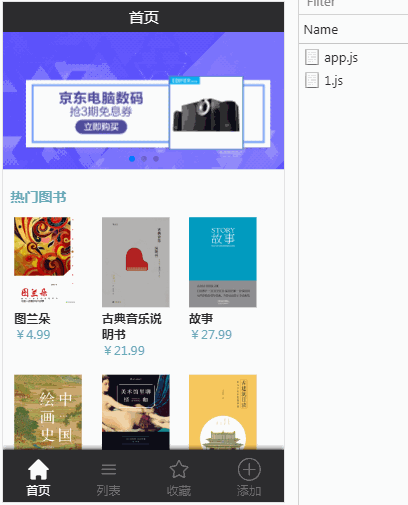 首页
Filter
Name
app.js
1.js
TOP5%
京东电脑数码
抢3期免息券
立即购买
热门图书
图兰朵
STORY
故事
图兰朵
￥4.99
古典音乐说
明书
￥21.99
故事
￥27.99
中国
绘画史
美术馆里聊
首页
列表
收藏
添加